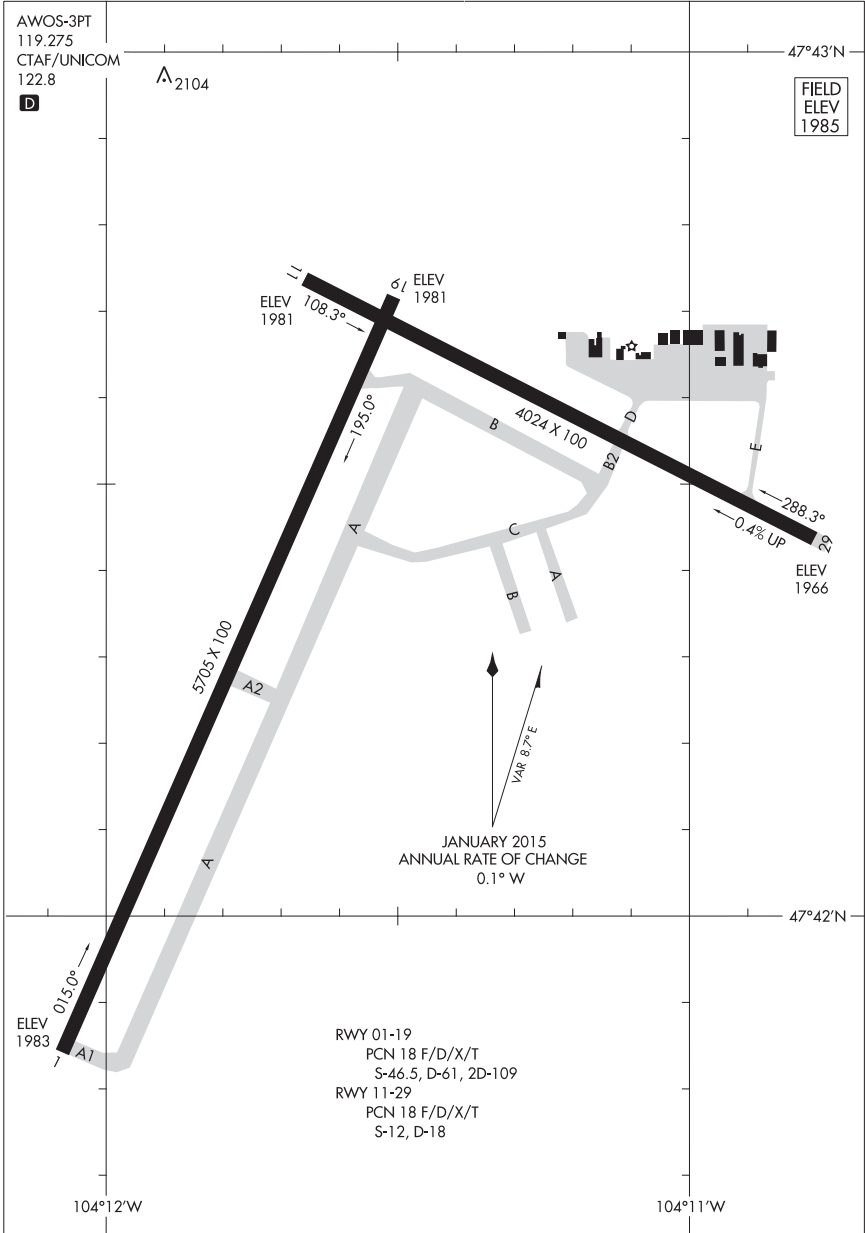 AWOS-3PT
119.275
CTAF/UNICOM
122.8
D
2104
47°43'N
FIELD
ELEV
1985
11
ELEV
1981
108.3°
19
ELEV
1981
195.0°
B
4024 X 100
D
B2
E
288.3°
0.4% UP
29
ELEV
1966
A
C
B
A
5705 X 100
A2
VAR 8.7° E
JANUARY 2015
ANNUAL RATE OF CHANGE
0.1° W
A
47°42'N
015.0°
ELEV
1983
1
A1
RWY 01-19
PCN 18 F/D/X/T
S-46.5, D-61, 2D-109
RWY 11-29
PCN 18 F/D/X/T
S-12, D-18
104°12'W
104°11'W